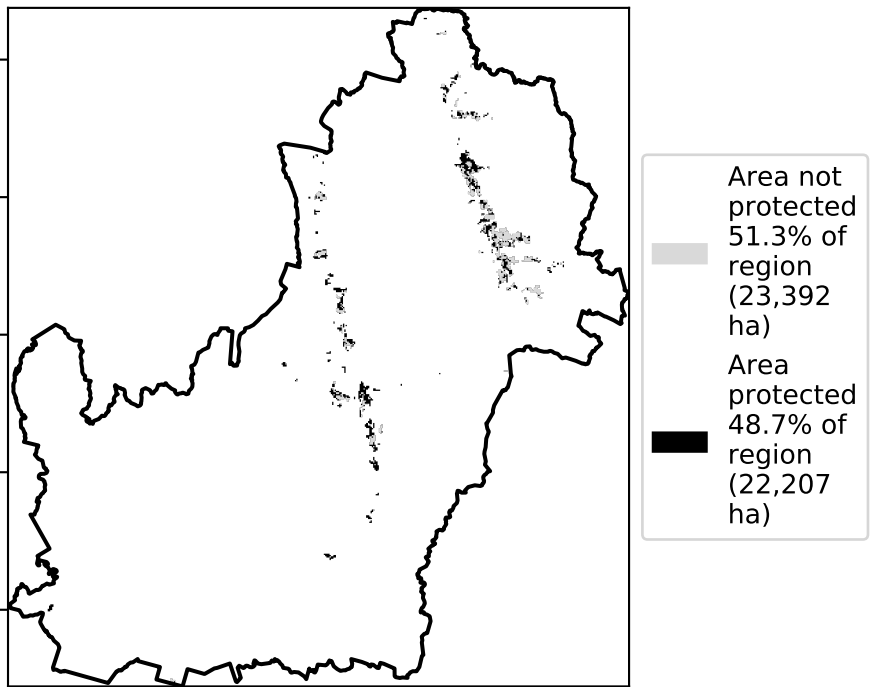 Area not
protected
51.3% of
region
(23,392
ha)
Area
protected
48.7% of
region
(22,207
ha)